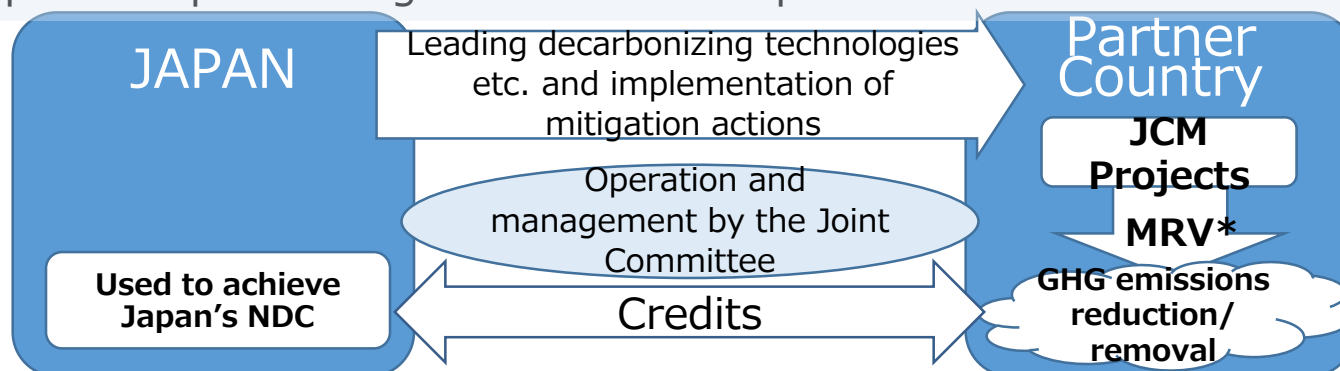 JAPAN
Leading decarbonizing technologies
etc. and implementation of
mitigation actions
Partner
Country
JCM
Projects
Operation and
management by the Joint
Committee
MRV*
Used to achieve
Japan's NDC
Credits
GHG emissions
reduction/
removal